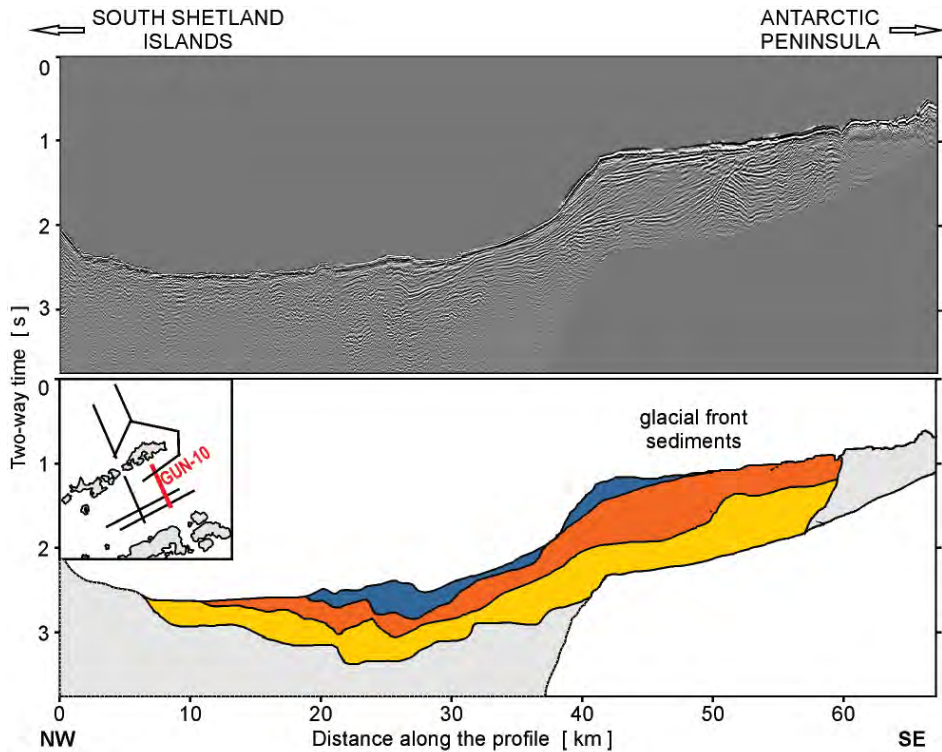 SOUTH SHETLAND
ISLANDS
ANTARCTIC
PENINSULA
0
1
2
3
Two-way time [ s ]
0
1
2
3
GUN-10
glacial front
sediments
0
10
20
30
40
50
60
NW
Distance along the profile [ km ]
SE